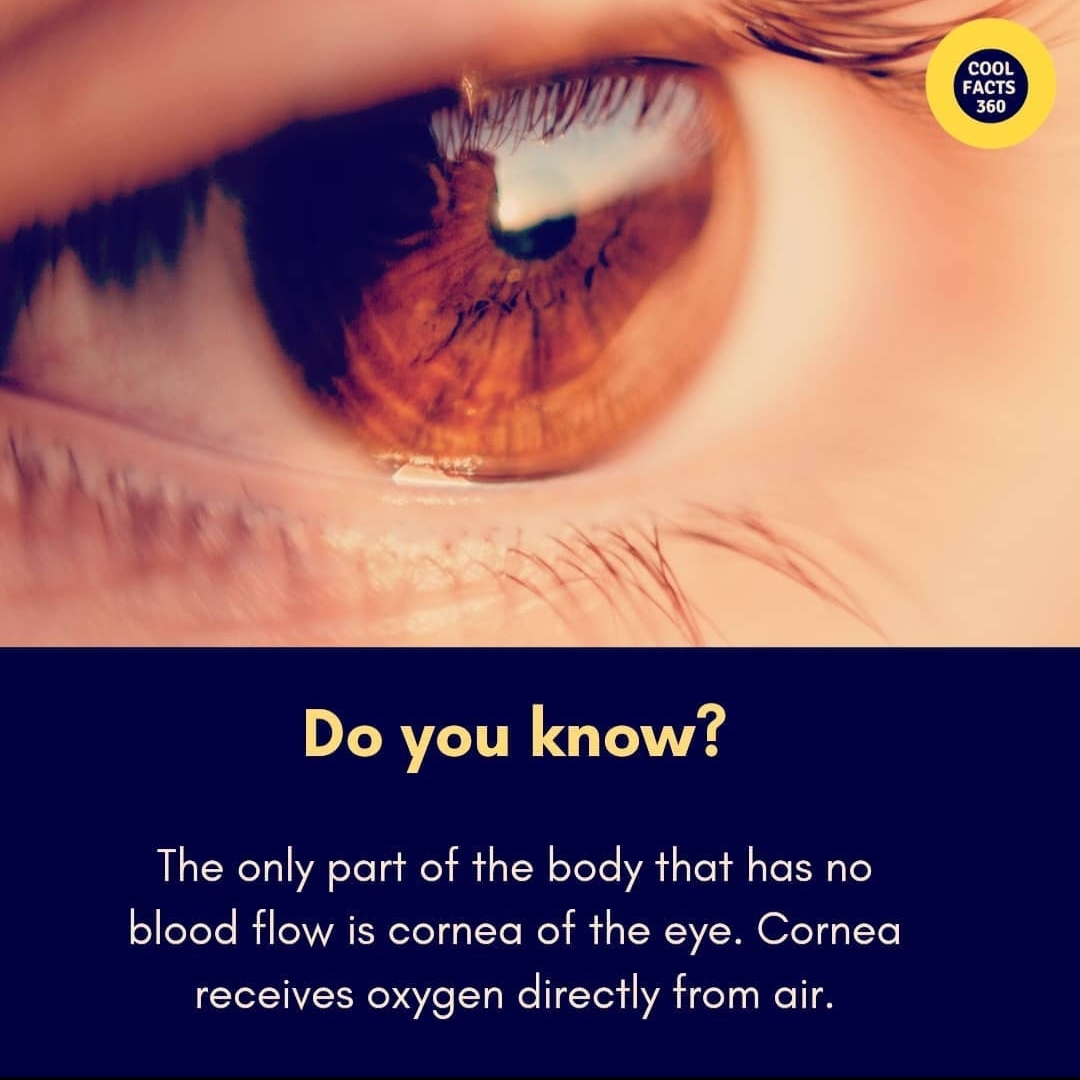 COOL
FACTS
360
Do you know?
The only part of the body that has no
blood flow is cornea of the eye. Cornea
receives oxygen directly from air.